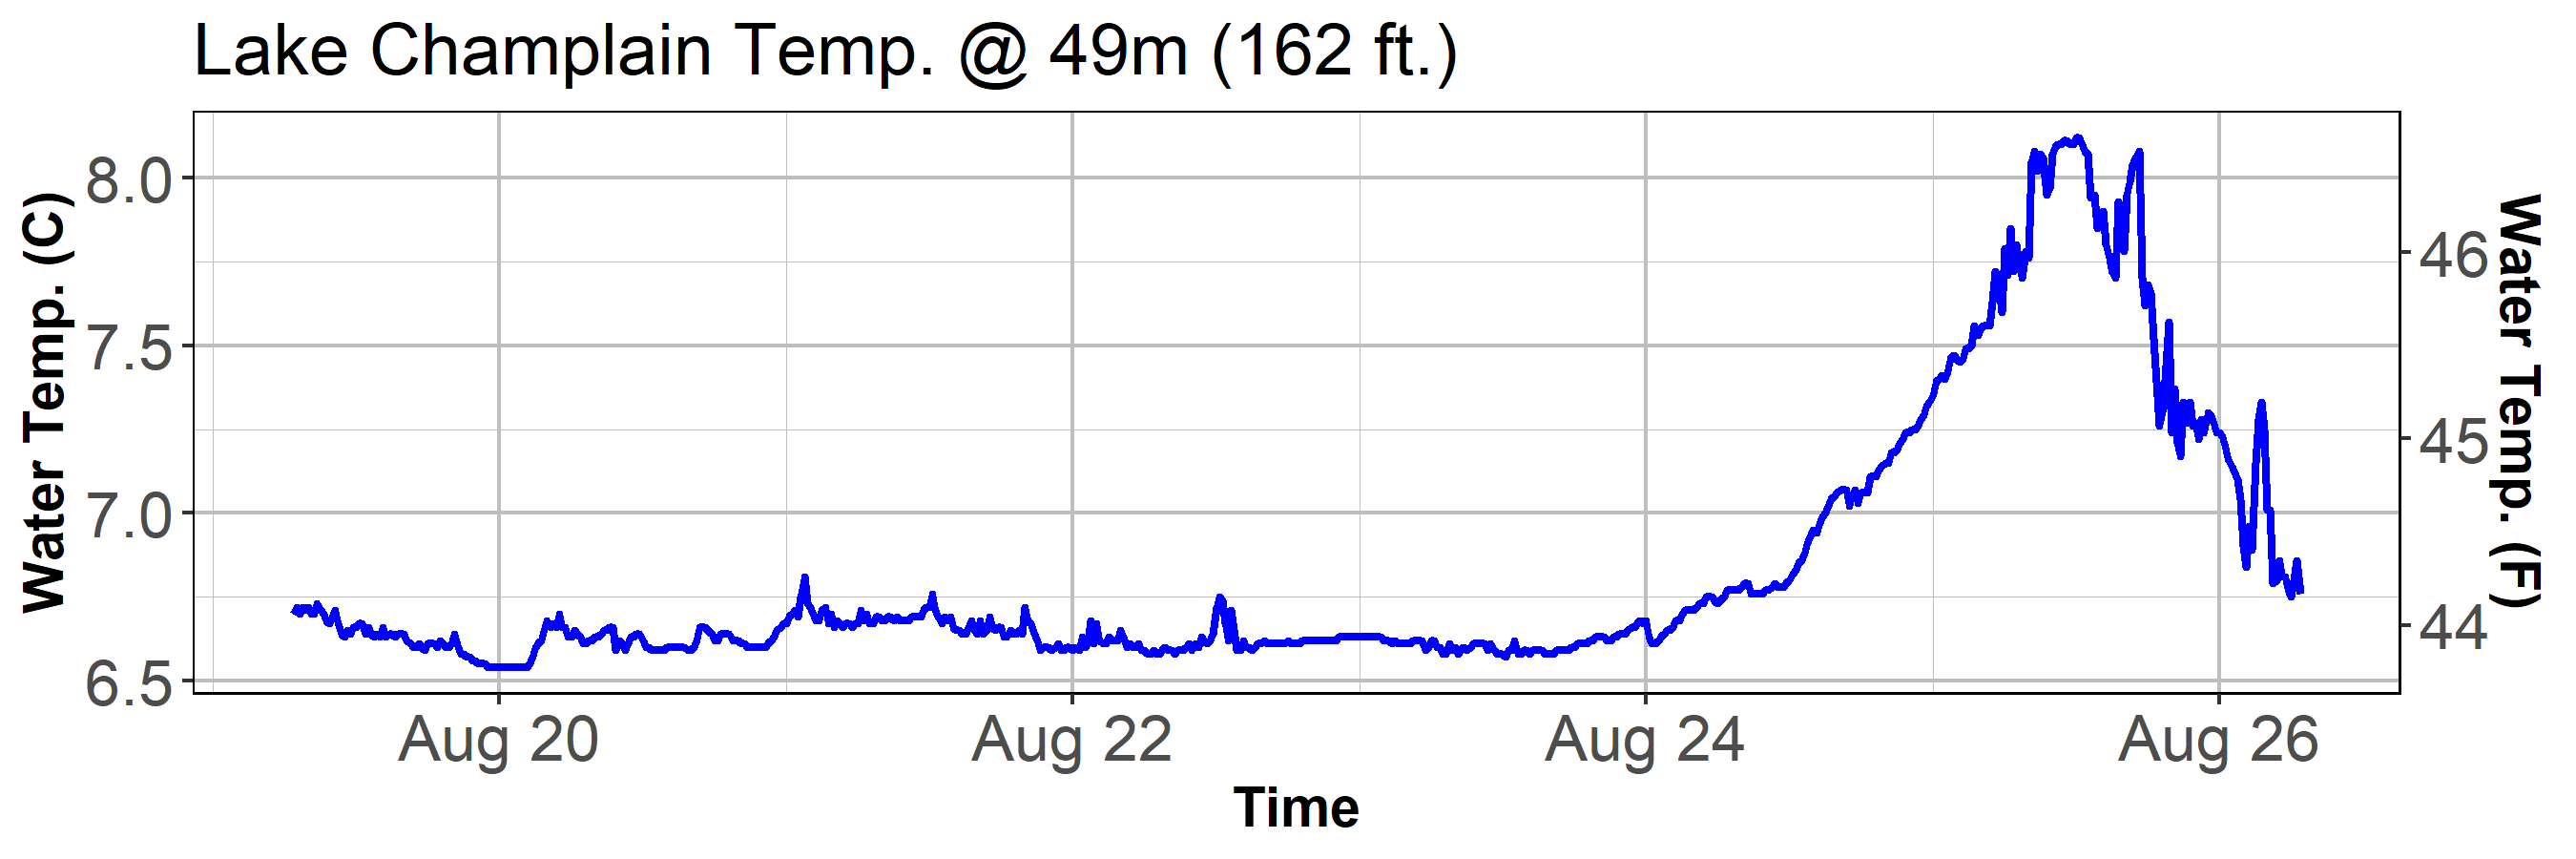 Lake Champlain Temp. @ 49m (162 ft.)
Water Temp. (C)
8.0
7.5
7.0
6.5
Water Temp. (F)
46
45
44
Aug 20 Aug 22 Aug 24 Aug 26
Time